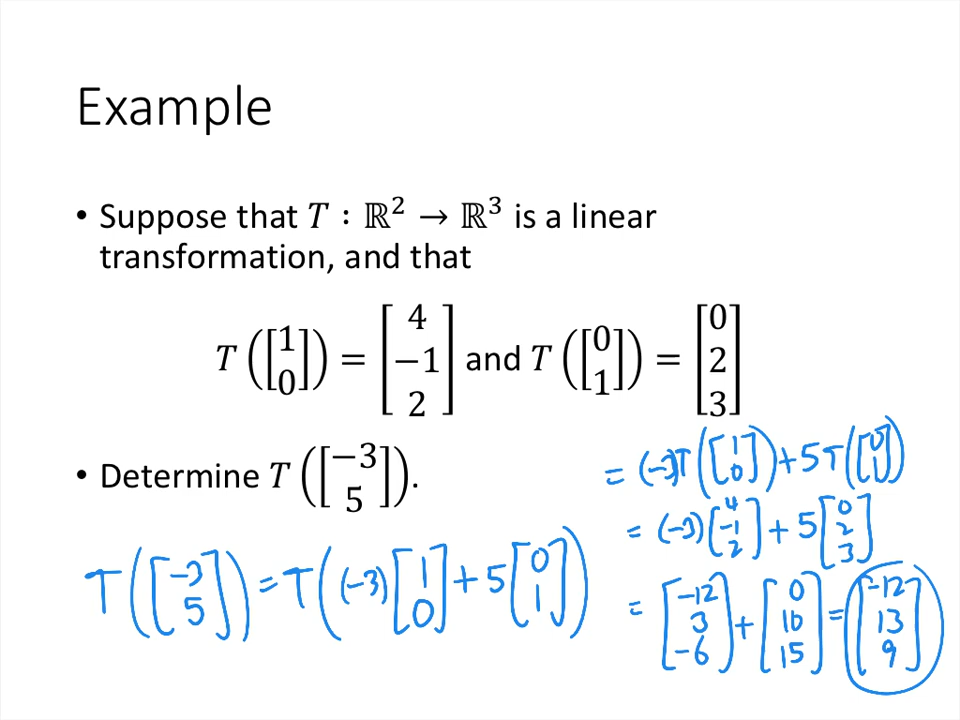 Example
• Suppose that T : ℝ² → ℝ³ is a linear
transformation, and that
T([1; 0]) = [4; −1; 2] and T([0; 1]) = [0; 2; 3]
• Determine T([−3; 5]).
T([-3; 5]) = T((-3)[1; 0] + 5[0; 1])
= (-3)T([1; 0]) + 5T([0; 1])
= (-3)[4; -1; 2] + 5[0; 2; 3]
= [-12; 3; -6] + [0; 10; 15] = [-12; 13; 9]